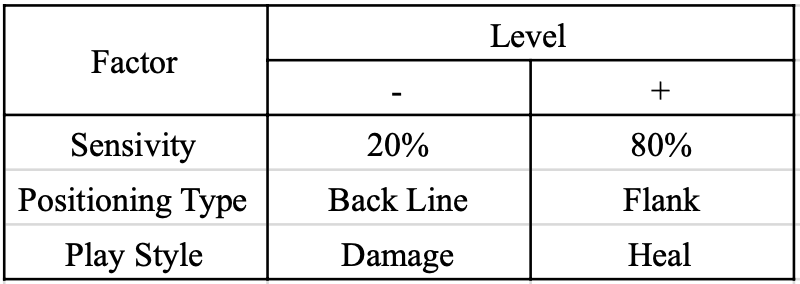 Factor Level
- +
Sensivity 20% 80%
Positioning Type Back Line Flank
Play Style Damage Heal